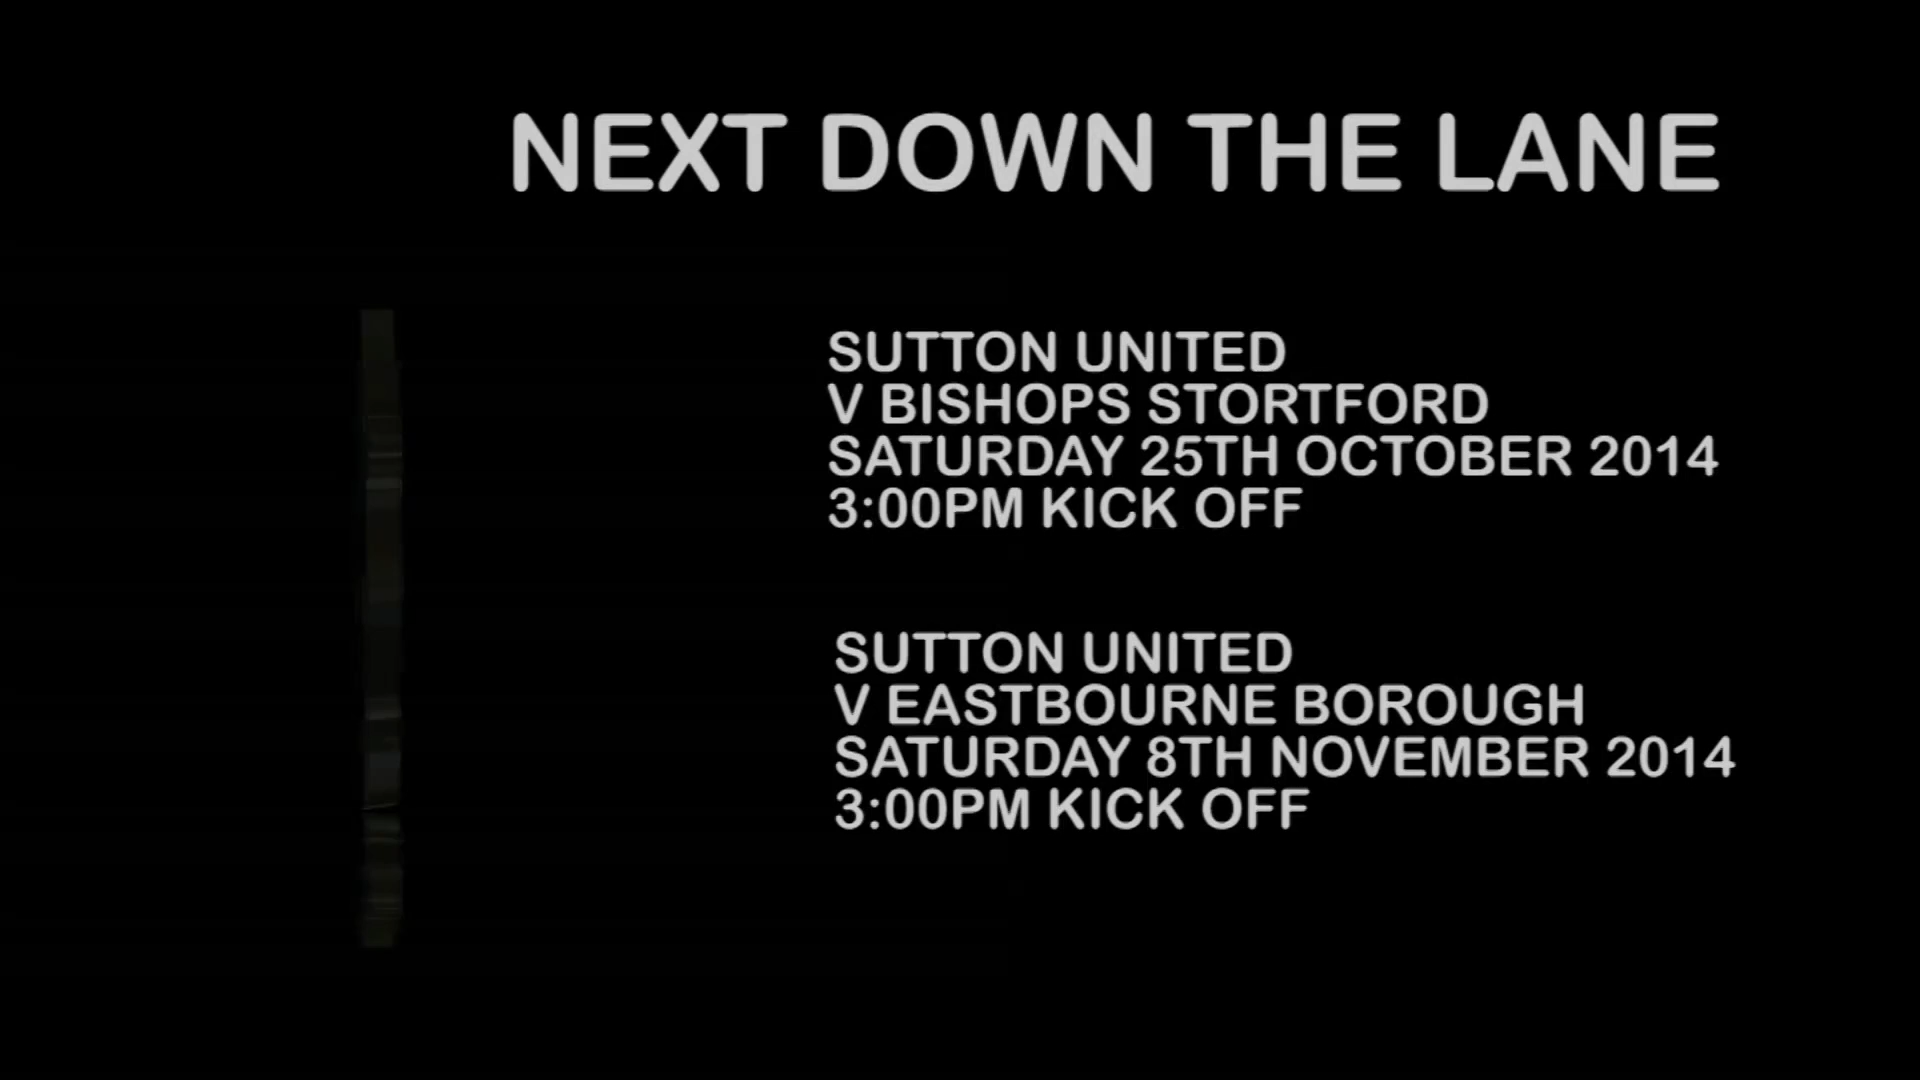 NEXT DOWN THE LANE
SUTTON UNITED
V BISHOPS STORTFORD
SATURDAY 25TH OCTOBER 2014
3:00PM KICK OFF
SUTTON UNITED
V EASTBOURNE BOROUGH
SATURDAY 8TH NOVEMBER 2014
3:00PM KICK OFF